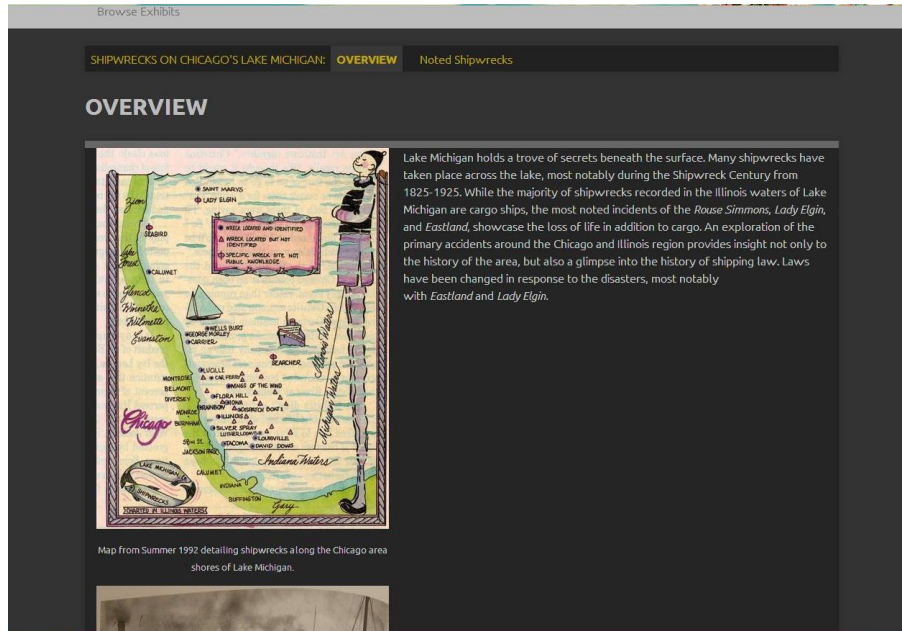 Browse Exhibits
SHIPWRECKS ON CHICAGO'S LAKE MICHIGAN: OVERVIEW Noted Shipwrecks
OVERVIEW
Lake Michigan holds a trove of secrets beneath the surface. Many shipwrecks have
taken place across the lake, most notably during the Shipwreck Century from
1825-1925. While the majority of shipwrecks recorded in the Illinois waters of Lake
Michigan are cargo ships, the most noted incidents of the Rouse Simmons, Lady Elgin,
and Eastland, showcase the loss of life in addition to cargo. An exploration of the
primary accidents around the Chicago and Illinois region provides insight not only to
the history of the area, but also a glimpse into the history of shipping law. Laws
have been changed in response to the disasters, most notably
with Eastland and Lady Elgin.
SAINT MARYS
LADY ELGIN
Zion
WRECK LOCATED AND IDENTIFIED
WRECK LOCATED BUT NOT
IDENTIFIED
SPECIFIC WRECK SITE NOT
PUBLIC KNOWLEDGE
SEABIRD
Lake
Forest
CALUMET
Glencoe
Winnetka
Wilmette
Evanston
WELLS BURT
GEORGE MORLEY
CARRIER
SEARCHER
Illinois Waters
Michigan Waters
LUCILLE
MONTROSE
CAR FERRY
BELMONT
WINGS OF THE WIND
DIVERSEY
FLORA HILL
MONROE
RAINBOW
DISPATCH BOATS
ILLINOIS
Chicago
BURNHAM
SILVER SPRAY
LOUISVILLE
58TH ST.
TACOMA
DAVID DOWS
JACKSON PARK
Indiana Waters
CALUMET
INDIANA
BUFFINGTON
Gary
LAKE MICHIGAN
SHIPWRECKS
CHARTED IN ILLINOIS WATERS
Map from Summer 1992 detailing shipwrecks along the Chicago area
shores of Lake Michigan.